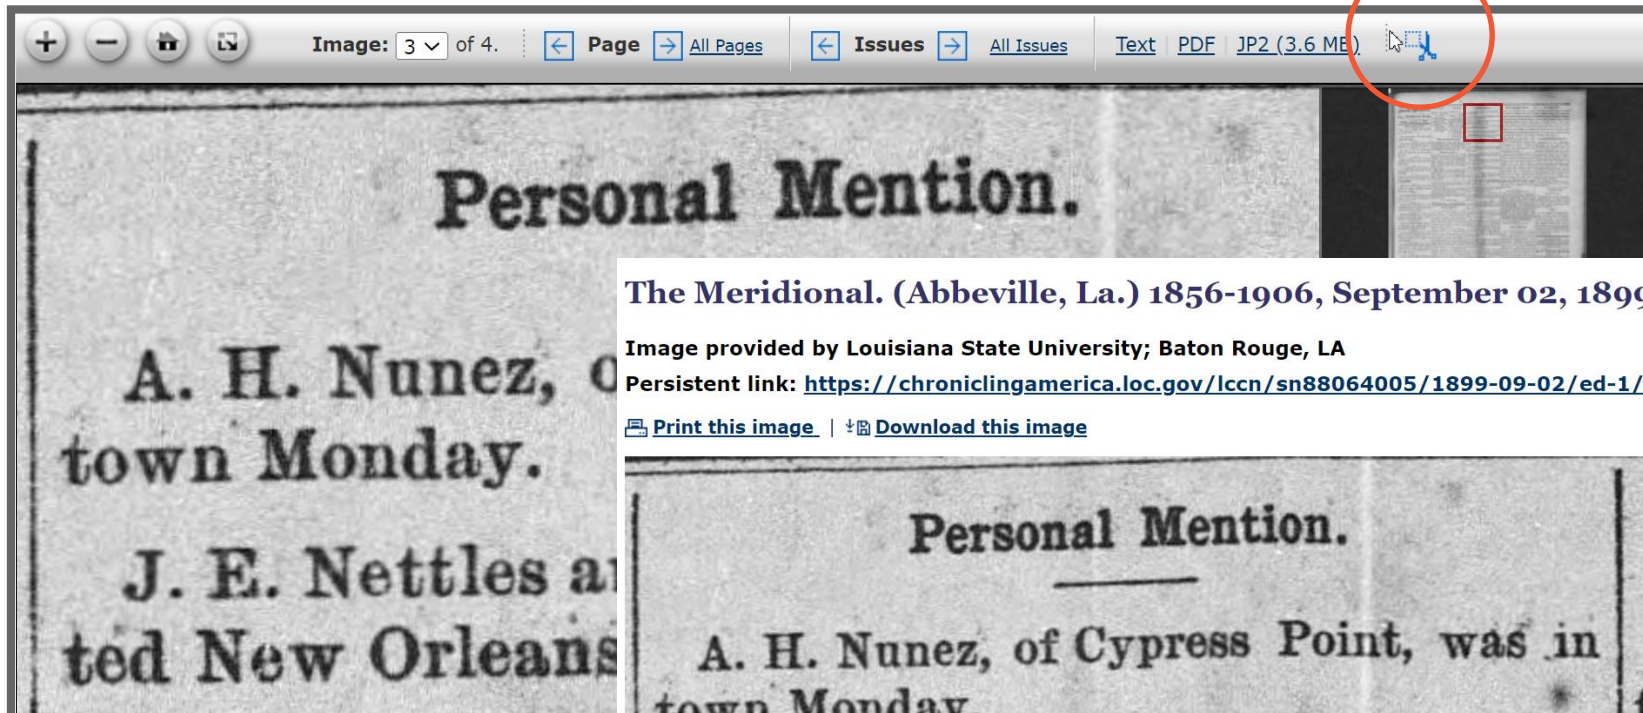 Image: 3 of 4. Page All Pages Issues All Issues Text PDF JP2 (3.6 MB)
Personal Mention.
A. H. Nunez,
town Monday.
J. E. Nettles
ted New Orleans
The Meridional. (Abbeville, La.) 1856-1906, September 02, 1899
Image provided by Louisiana State University; Baton Rouge, LA
Persistent link: https://chroniclingamerica.loc.gov/lccn/sn88064005/1899-09-02/ed-1/
Print this image | Download this image
Personal Mention.
A. H. Nunez, of Cypress Point, was in
town Monday